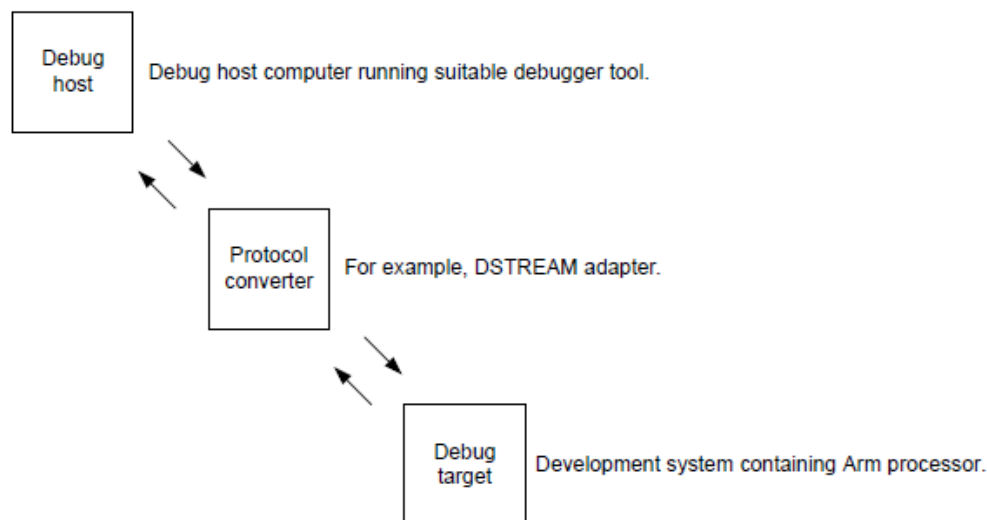 Debug
host
Debug host computer running suitable debugger tool.
Protocol
converter
For example, DSTREAM adapter.
Debug
target
Development system containing Arm processor.